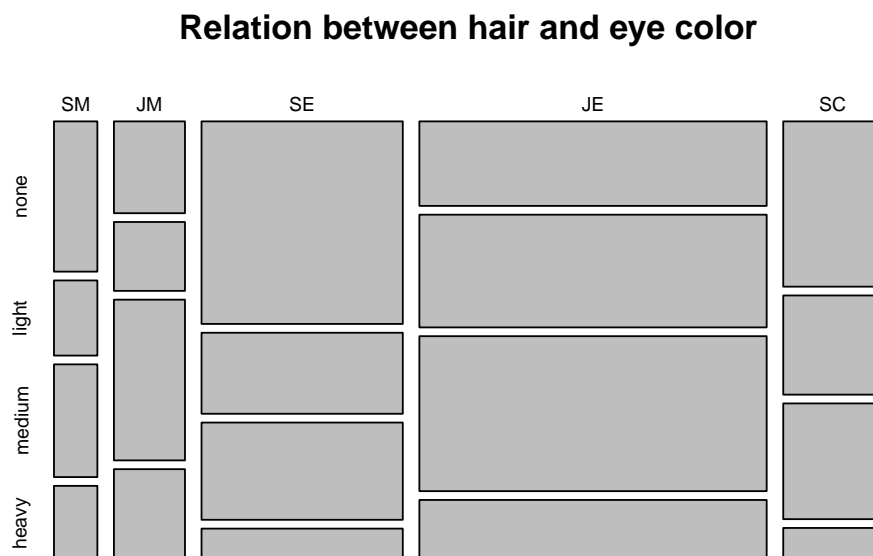 Relation between hair and eye color
SM JM SE JE SC
none
light
medium
heavy